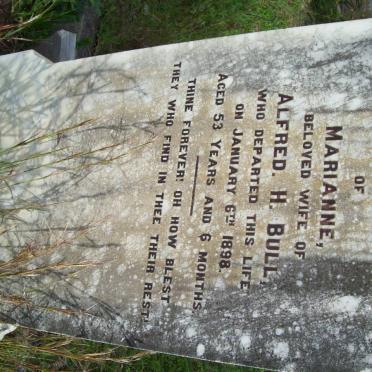 OF
MARIANNE,
BELOVED WIFE OF
ALFRED. H. BULL,
WHO DEPARTED THIS LIFE
ON JANUARY 6TH 1898.
AGED 53 YEARS AND 6 MONTHS.
THINE FOREVER! OH HOW BLEST
THEY WHO FIND IN THEE THEIR REST!